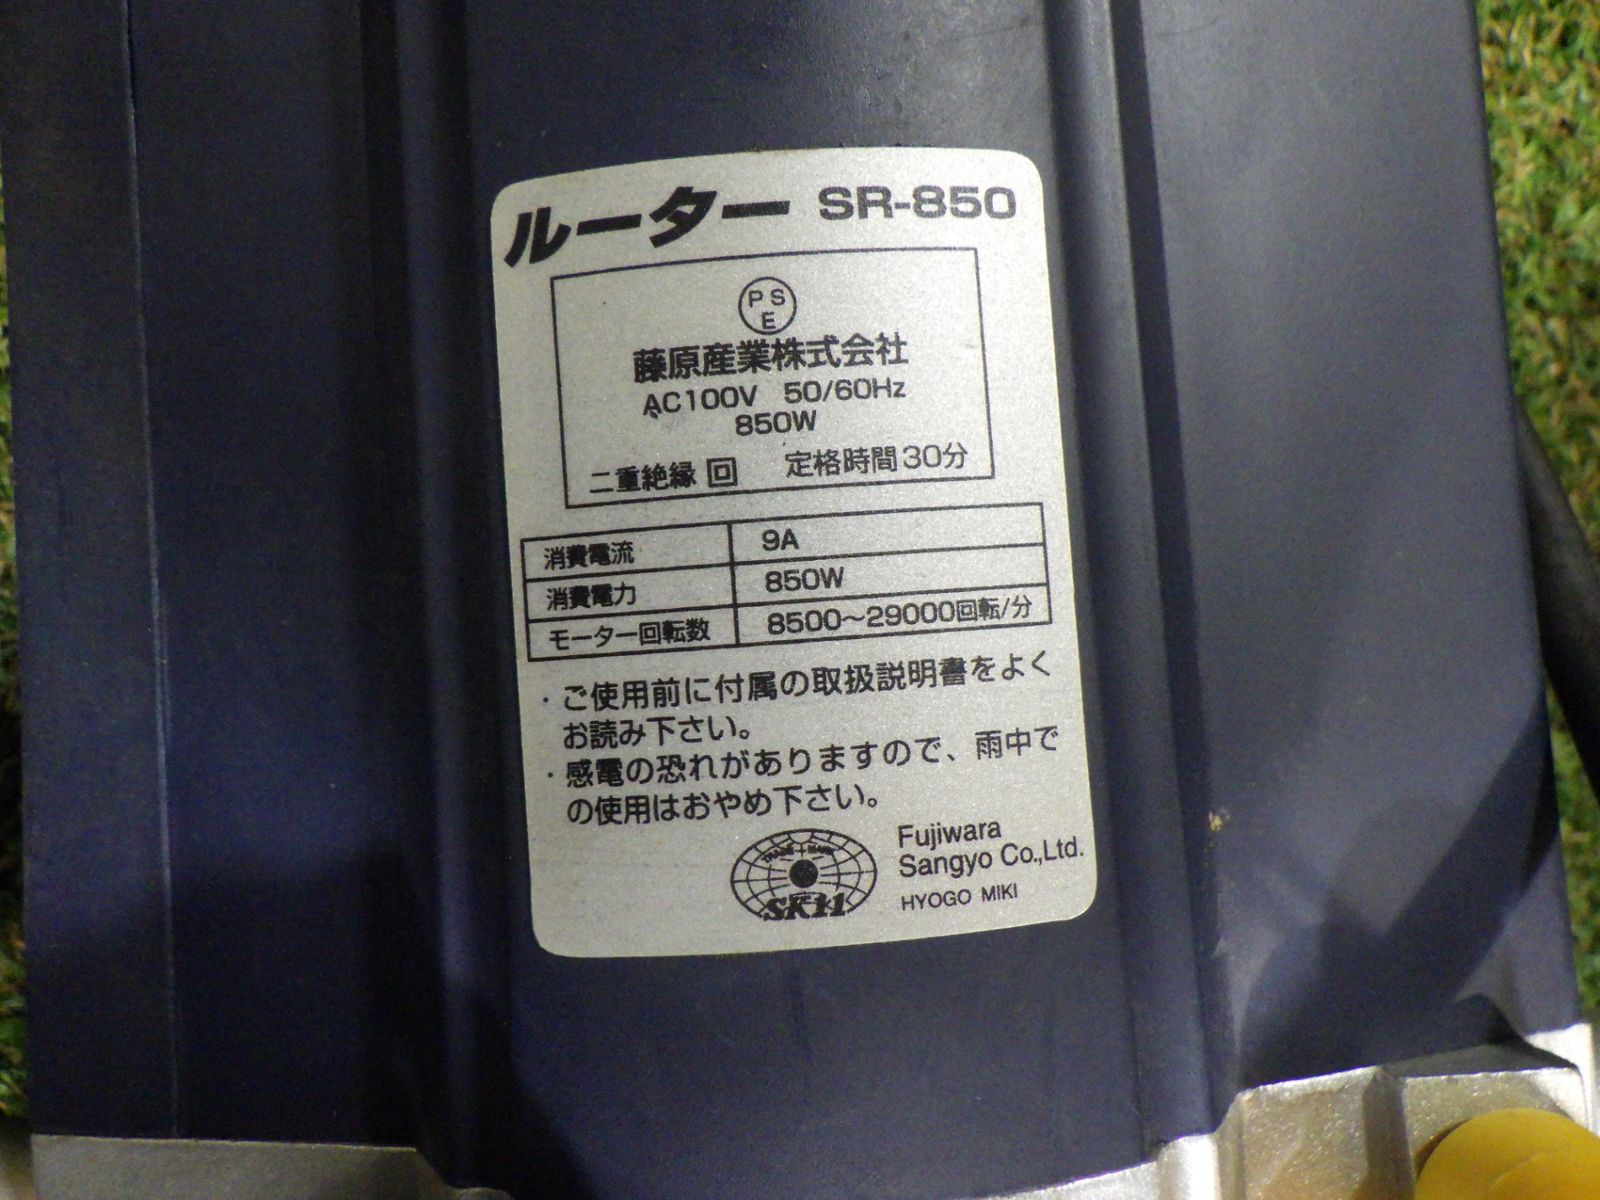 ルーター SR-850
PS
E
藤原産業株式会社
AC100V 50/60Hz
850W
二重絶縁 回 定格時間30分
消費電流 9A
消費電力 850W
モーター回転数 8500～29000回転/分
・ご使用前に付属の取扱説明書をよく
お読み下さい。
・感電の恐れがありますので、雨中で
の使用はおやめ下さい。
TRADE MARK
SK11
Fujiwara
Sangyo Co.,Ltd.
HYOGO MIKI